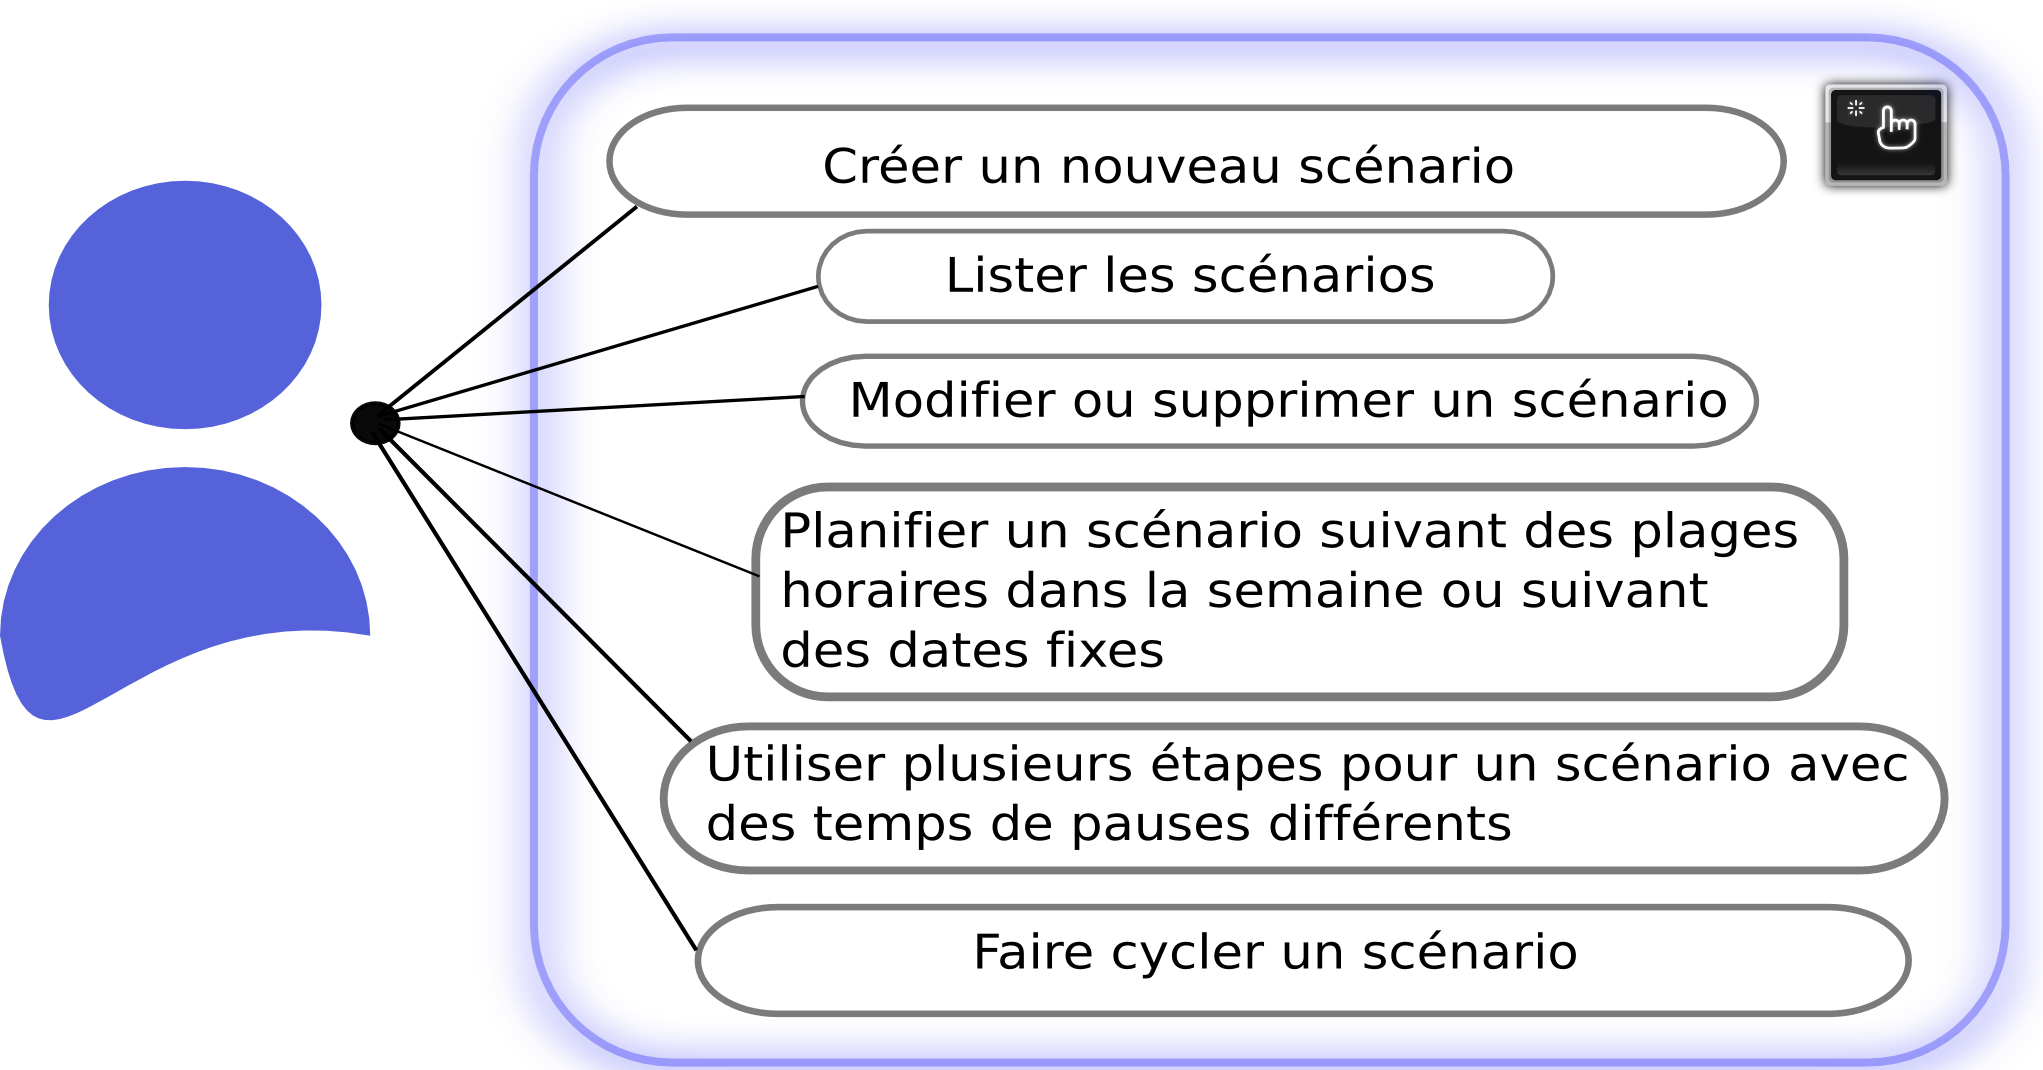 Créer un nouveau scénario
Lister les scénarios
Modifier ou supprimer un scénario
Planifier un scénario suivant des plages
horaires dans la semaine ou suivant
des dates fixes
Utiliser plusieurs étapes pour un scénario avec
des temps de pauses différents
Faire cycler un scénario